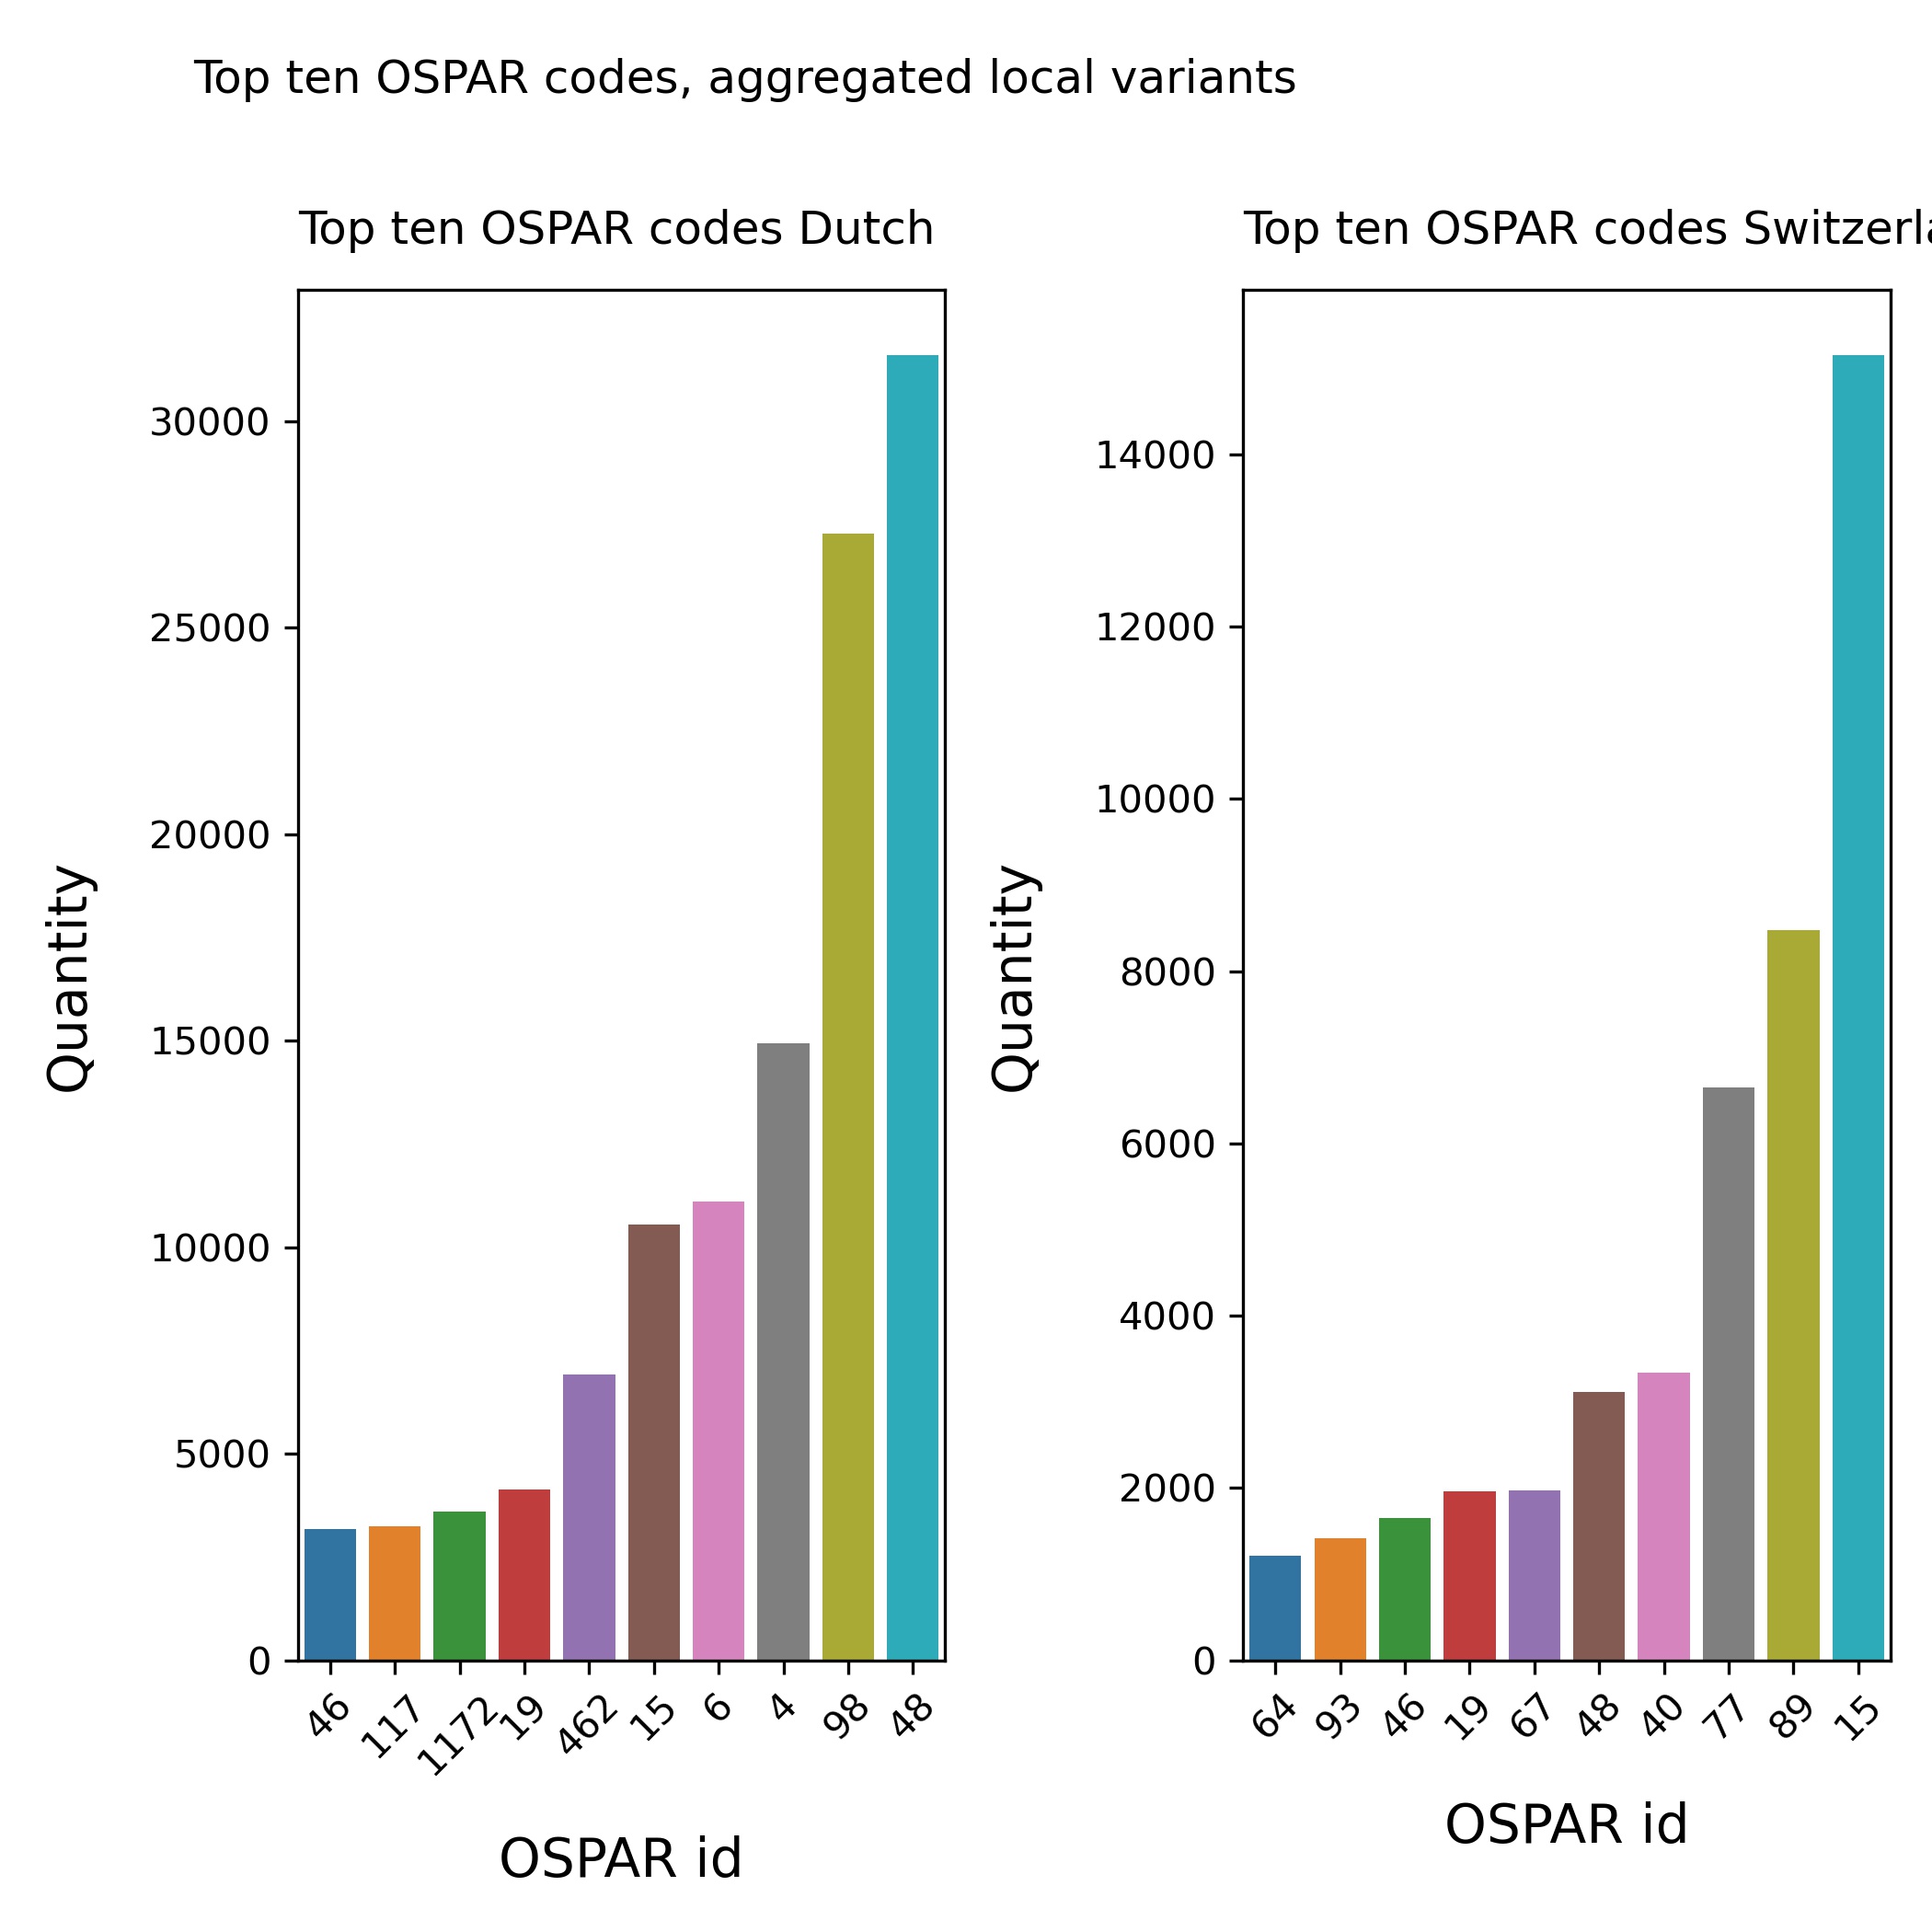 Top ten OSPAR codes, aggregated local variants
Top ten OSPAR codes Dutch
Quantity
30000
25000
20000
15000
10000
5000
0
46 117 1172 19 462 15 6 4 98 48
OSPAR id
Top ten OSPAR codes Switzerla
Quantity
14000
12000
10000
8000
6000
4000
2000
0
64 93 46 19 67 48 40 77 89 15
OSPAR id